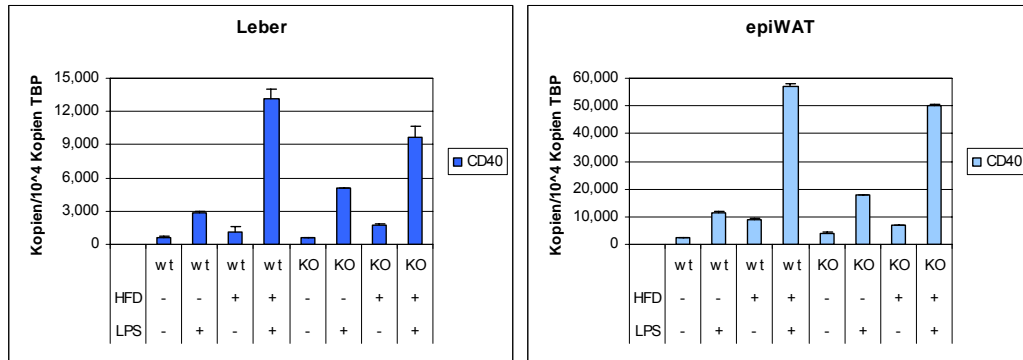 Leber
Kopien/10^4 Kopien TBP
15,000
12,000
9,000
6,000
3,000
0
CD40
wt wt wt wt KO KO KO KO
HFD - - + + - - + +
LPS - + - + - + - +
epiWAT
Kopien/10^4 Kopien TBP
60,000
50,000
40,000
30,000
20,000
10,000
0
CD40
wt wt wt wt KO KO KO KO
HFD - - + + - - + +
LPS - + - + - + - +